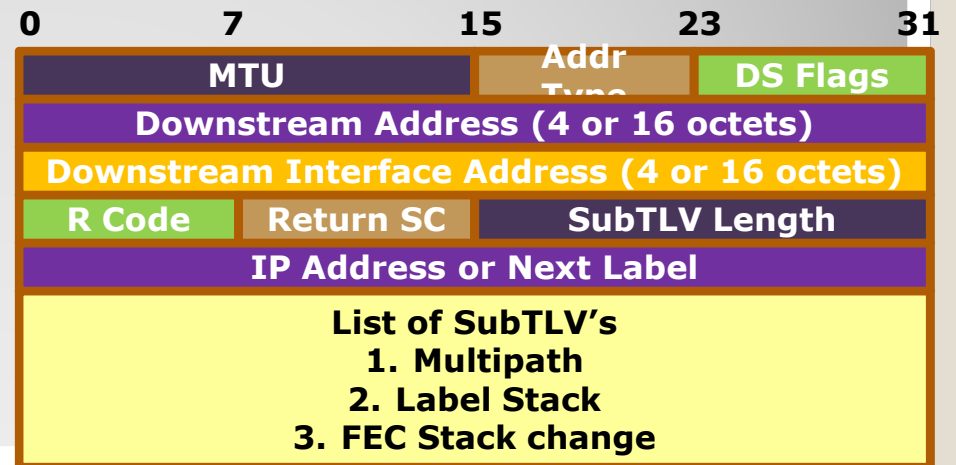 0 7 15 23 31
MTU Addr Type DS Flags
Downstream Address (4 or 16 octets)
Downstream Interface Address (4 or 16 octets)
R Code Return SC SubTLV Length
IP Address or Next Label
List of SubTLV's
1. Multipath
2. Label Stack
3. FEC Stack change